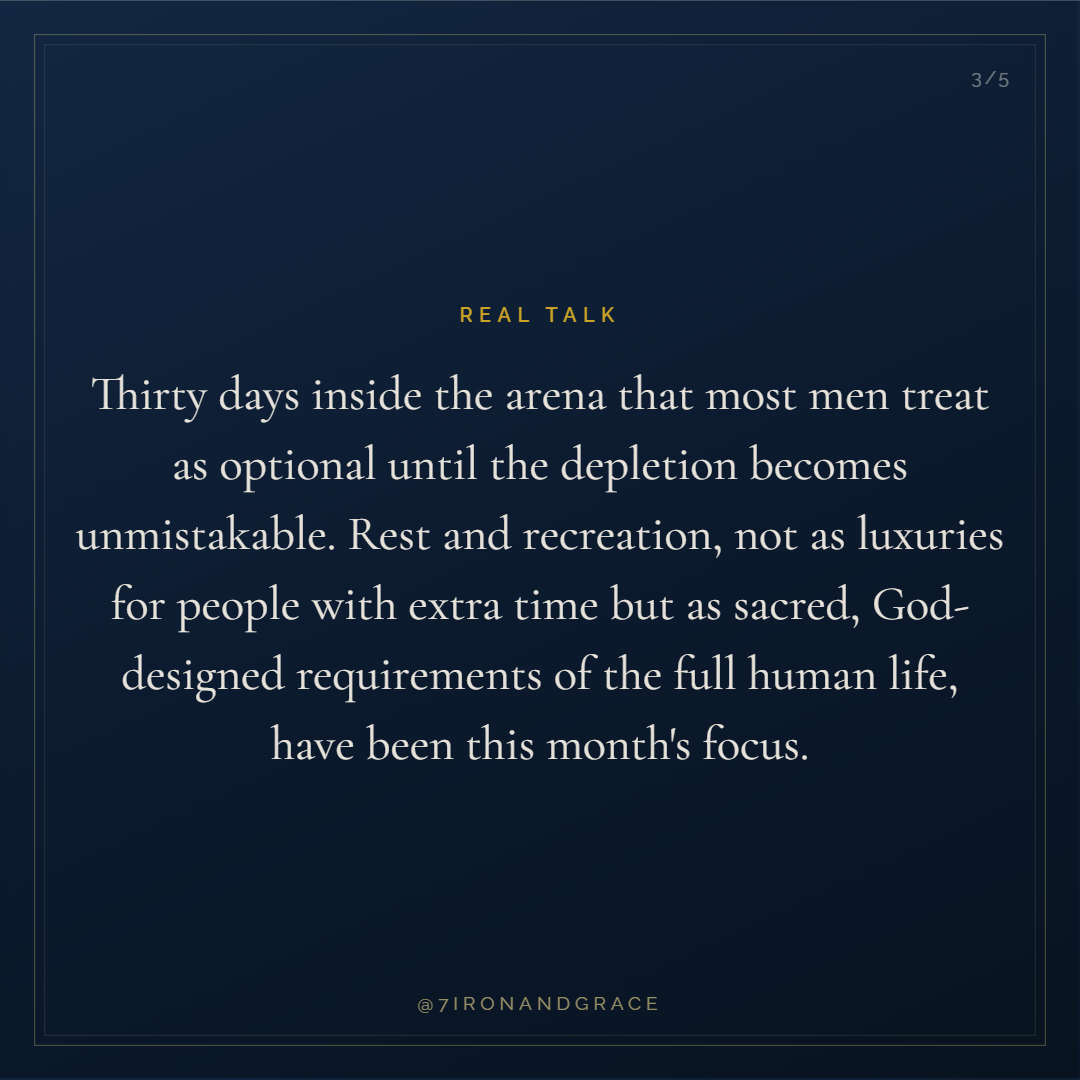 3/5
REAL TALK
Thirty days inside the arena that most men treat
as optional until the depletion becomes
unmistakable. Rest and recreation, not as luxuries
for people with extra time but as sacred, God-
designed requirements of the full human life,
have been this month's focus.
@7IRONANDGRACE